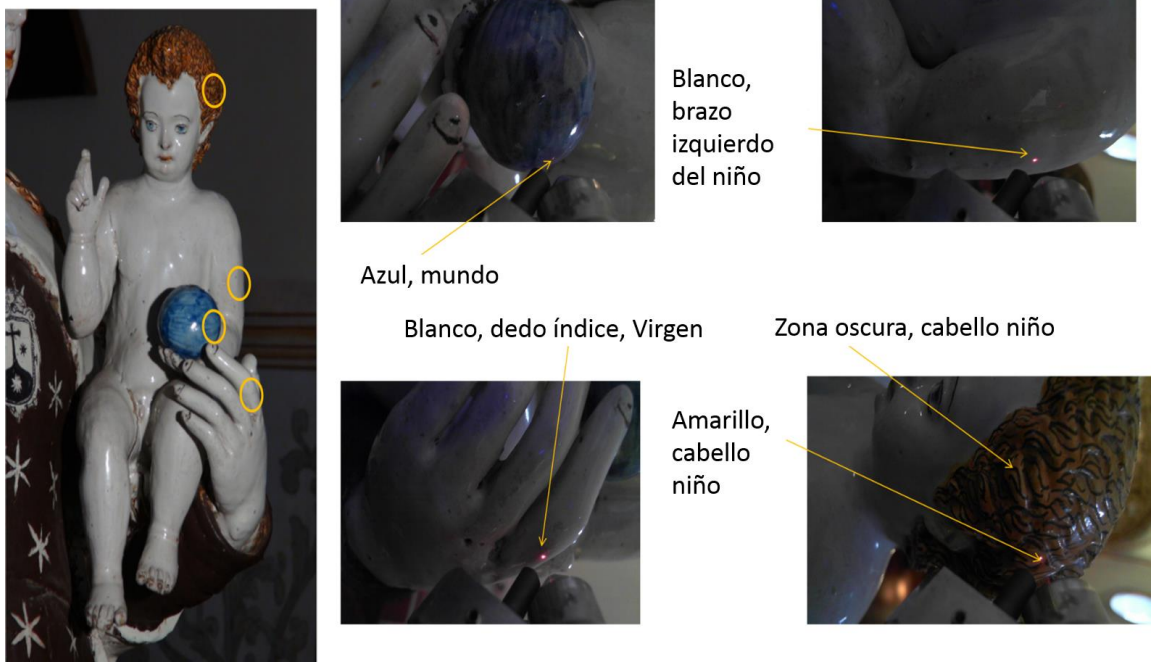 Blanco,
brazo
izquierdo
del niño
Azul, mundo
Blanco, dedo índice, Virgen
Zona oscura, cabello niño
Amarillo,
cabello
niño